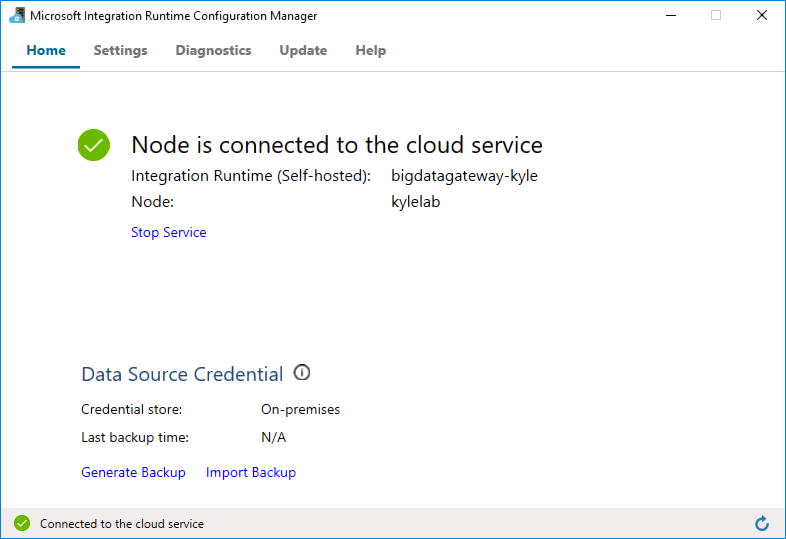 Microsoft Integration Runtime Configuration Manager
Home Settings Diagnostics Update Help
Node is connected to the cloud service
Integration Runtime (Self-hosted): bigdatagateway-kyle
Node: kylelab
Stop Service
Data Source Credential
Credential store: On-premises
Last backup time: N/A
Generate Backup Import Backup
Connected to the cloud service